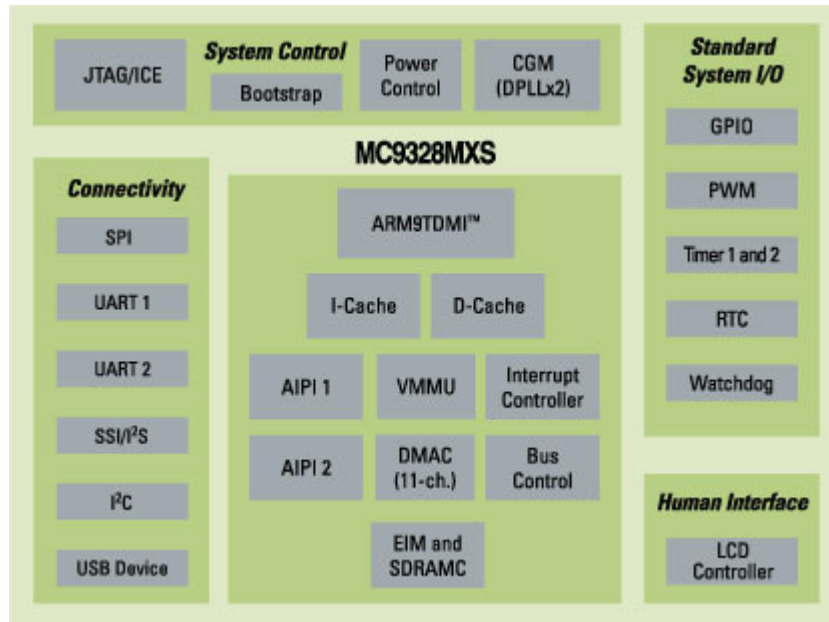 System Control
JTAG/ICE
Bootstrap
Power
Control
CGM
(DPLLx2)
Standard
System I/O
GPIO
PWM
Timer 1 and 2
RTC
Watchdog
MC9328MXS
Connectivity
SPI
UART 1
UART 2
SSI/I²S
I²C
USB Device
ARM9TDMI™
I-Cache
D-Cache
AIPI 1
VMMU
Interrupt
Controller
AIPI 2
DMAC
(11-ch.)
Bus
Control
EIM and
SDRAMC
Human Interface
LCD
Controller